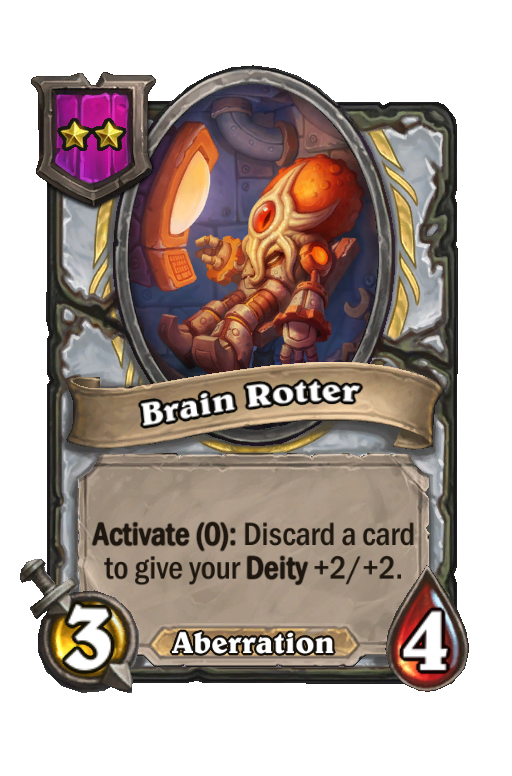 Brain Rotter
Activate (0): Discard a card
to give your Deity +2/+2.
3
Aberration
4